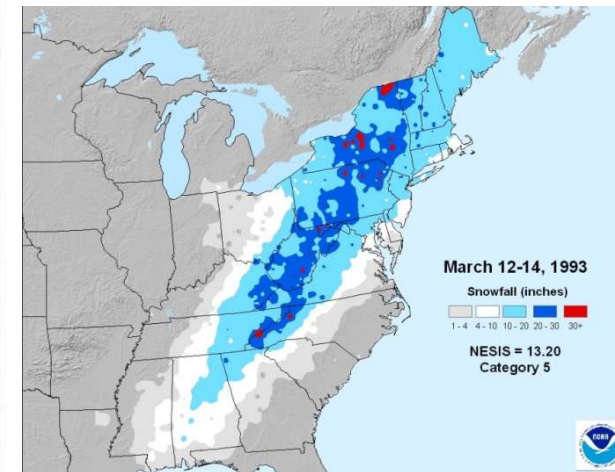 March 12-14, 1993
Snowfall (inches)
1 - 4 4 - 10 10 - 20 20 - 30 30+
NESIS = 13.20
Category 5
noaa